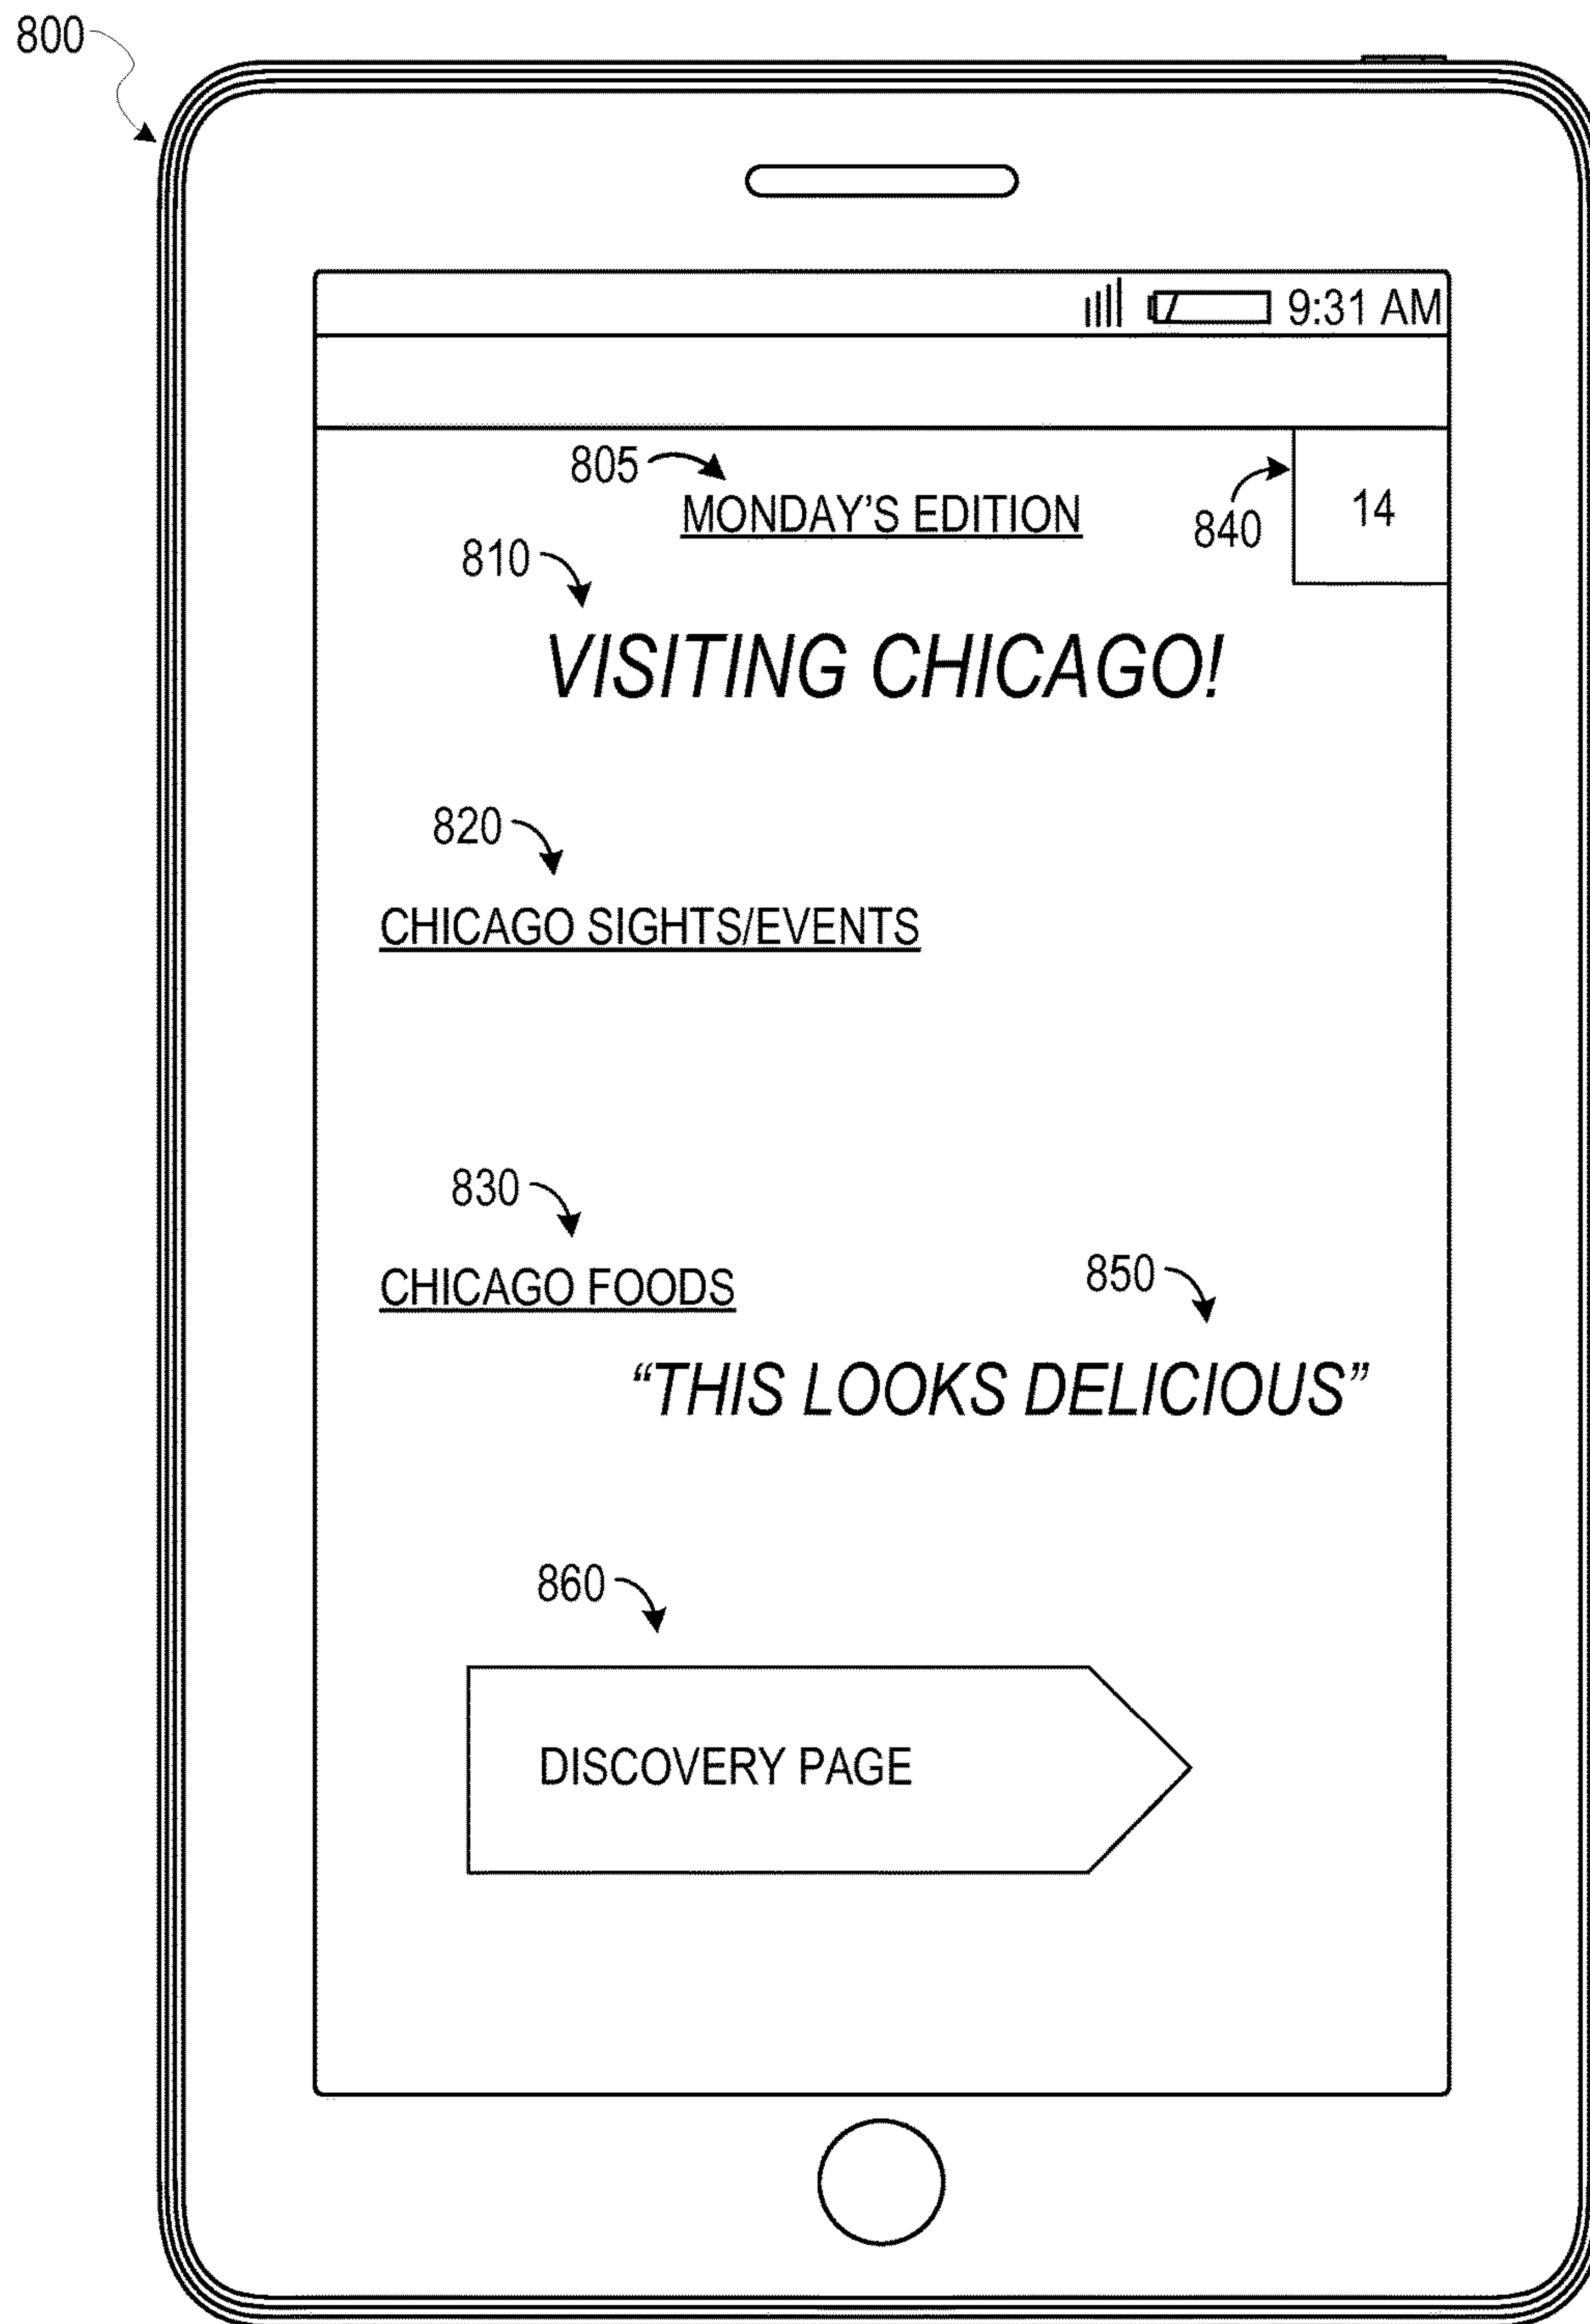 800
9:31 AM
805
MONDAY'S EDITION
840
14
810
VISITING CHICAGO!
820
CHICAGO SIGHTS/EVENTS
830
CHICAGO FOODS
850
“THIS LOOKS DELICIOUS”
860
DISCOVERY PAGE